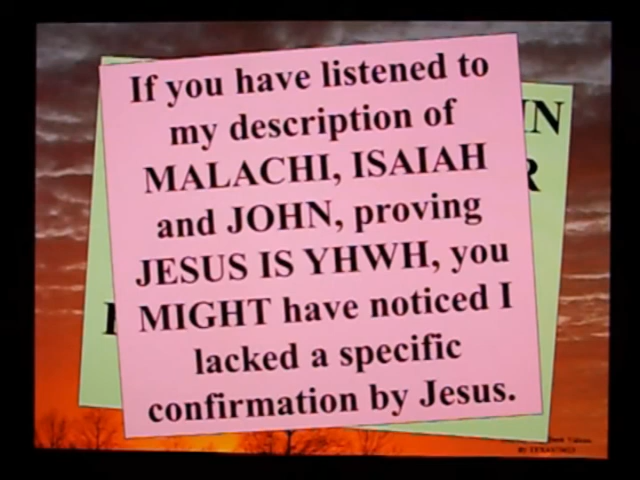 If you have listened to
my description of
MALACHI, ISAIAH
and JOHN, proving
JESUS IS YHWH, you
MIGHT have noticed I
lacked a specific
confirmation by Jesus.
IN
R